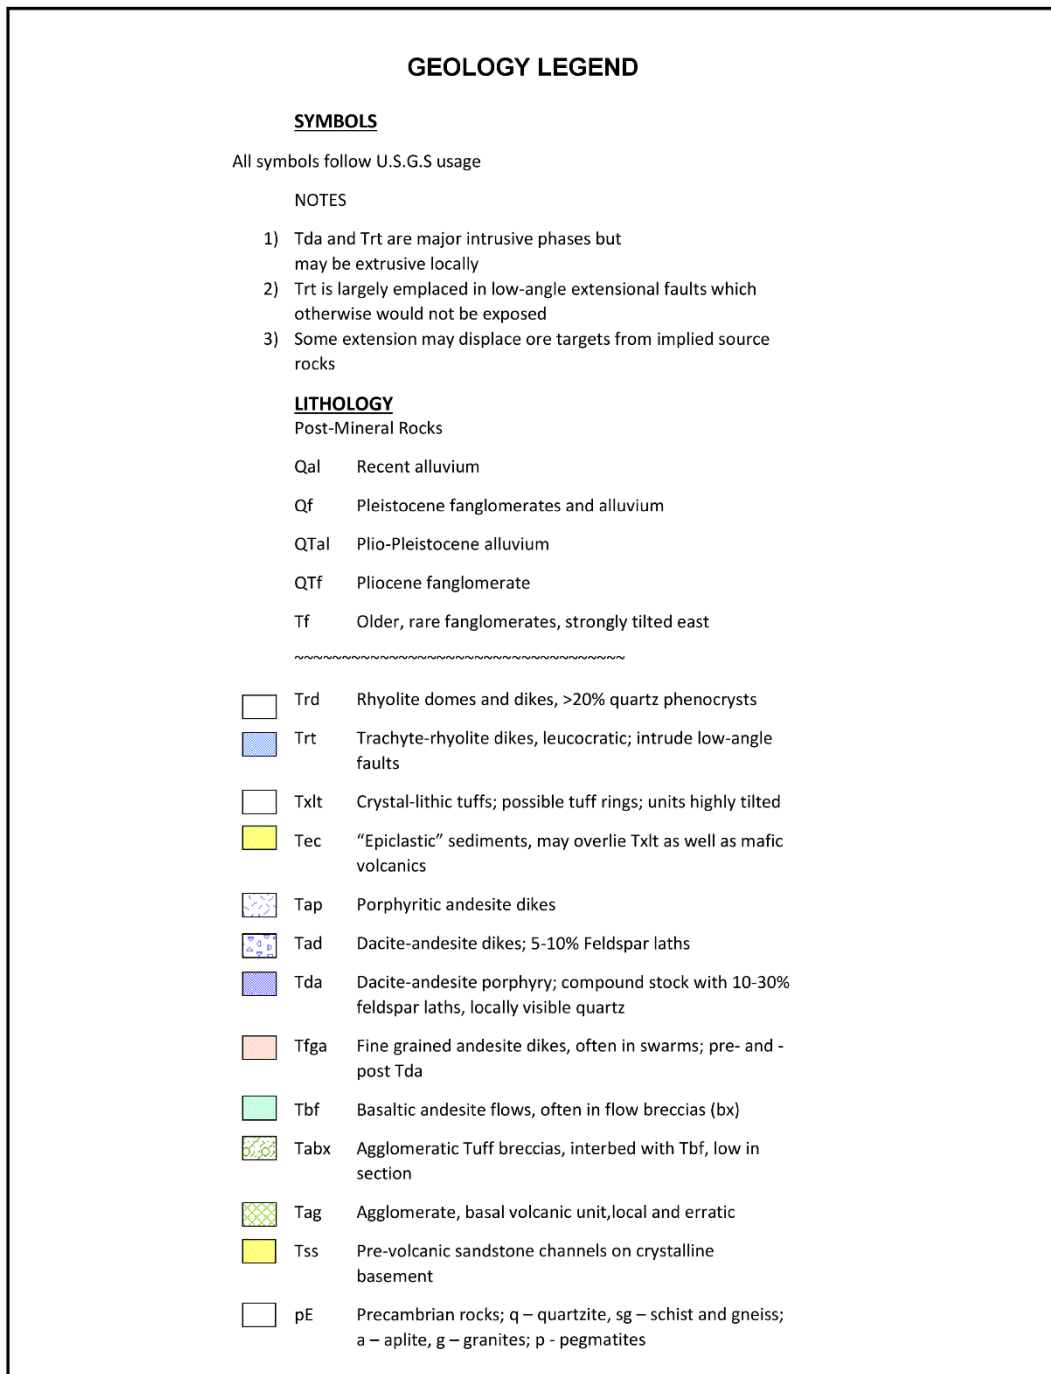 GEOLOGY LEGEND
SYMBOLS
All symbols follow U.S.G.S usage
NOTES
1) Tda and Trt are major intrusive phases but
may be extrusive locally
2) Trt is largely emplaced in low-angle extensional faults which
otherwise would not be exposed
3) Some extension may displace ore targets from implied source
rocks
LITHOLOGY
Post-Mineral Rocks
Qal Recent alluvium
Qf Pleistocene fanglomerates and alluvium
QTal Plio-Pleistocene alluvium
QTf Pliocene fanglomerate
Tf Older, rare fanglomerates, strongly tilted east
~~~~~~~~~~~~~~~~~~~~~~~~~~~~~~~~~~~
Trd Rhyolite domes and dikes, >20% quartz phenocrysts
Trt Trachyte-rhyolite dikes, leucocratic; intrude low-angle
faults
Txlt Crystal-lithic tuffs; possible tuff rings; units highly tilted
Tec “Epiclastic” sediments, may overlie Txlt as well as mafic
volcanics
Tap Porphyritic andesite dikes
Tad Dacite-andesite dikes; 5-10% Feldspar laths
Tda Dacite-andesite porphyry; compound stock with 10-30%
feldspar laths, locally visible quartz
Tfga Fine grained andesite dikes, often in swarms; pre- and -
post Tda
Tbf Basaltic andesite flows, often in flow breccias (bx)
Tabx Agglomeratic Tuff breccias, interbed with Tbf, low in
section
Tag Agglomerate, basal volcanic unit,local and erratic
Tss Pre-volcanic sandstone channels on crystalline
basement
pE Precambrian rocks; q – quartzite, sg – schist and gneiss;
a – aplite, g – granites; p - pegmatites